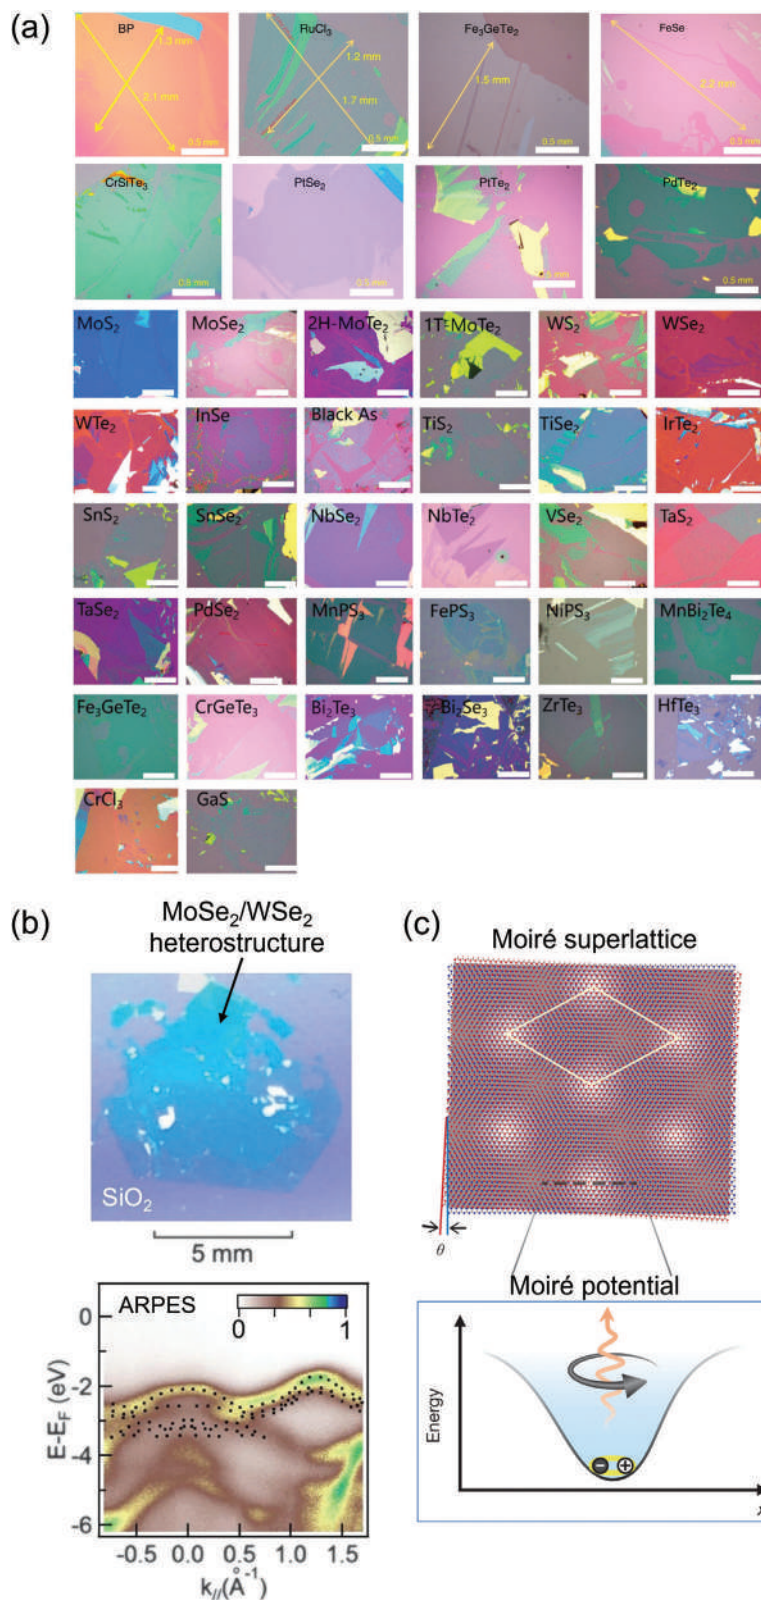 (a)
BP
1.3 mm
2.1 mm
0.5 mm
RuCl₃
1.2 mm
1.7 mm
0.5 mm
Fe₃GeTe₂
1.5 mm
0.5 mm
FeSe
2.2 mm
0.5 mm
CrSiTe₃
0.5 mm
PtSe₂
0.5 mm
PtTe₂
5 mm
PdTe₂
0.5 mm
MoS₂
MoSe₂
2H-MoTe₂
1T-MoTe₂
WS₂
WSe₂
WTe₂
InSe
Black As
TiS₂
TiSe₂
IrTe₂
SnS₂
SnSe₂
NbSe₂
NbTe₂
VSe₂
TaS₂
TaSe₂
PdSe₂
MnPS₃
FePS₃
NiPS₃
MnBi₂Te₄
Fe₃GeTe₂
CrGeTe₃
Bi₂Te₃
Bi₂Se₃
ZrTe₃
HfTe₃
CrCl₃
GaS
(b)
MoSe₂/WSe₂
heterostructure
SiO₂
5 mm
ARPES
0
1
E-E_F (eV)
0
-2
-4
-6
-0.5
0.0
0.5
1.0
1.5
k_//(Å⁻¹)
(c)
Moiré superlattice
θ
Moiré potential
Energy
− +